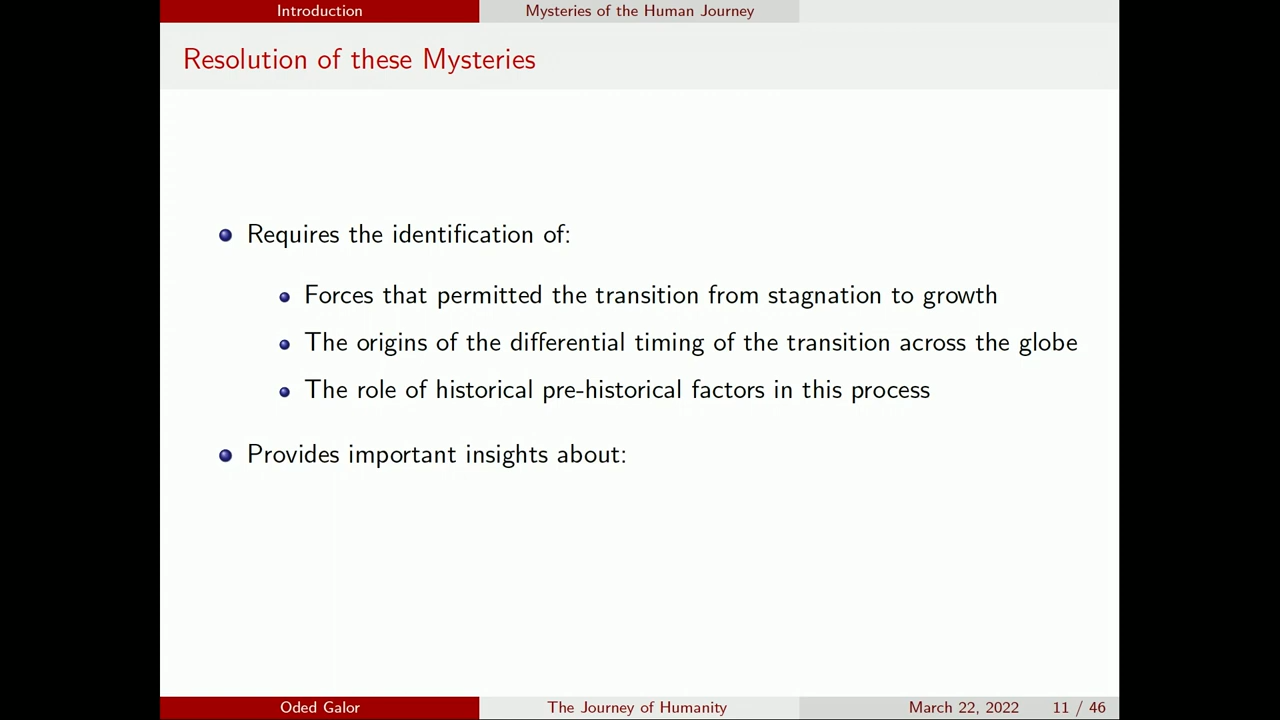 Introduction
Mysteries of the Human Journey
Resolution of these Mysteries
Requires the identification of:
Forces that permitted the transition from stagnation to growth
The origins of the differential timing of the transition across the globe
The role of historical pre-historical factors in this process
Provides important insights about:
Oded Galor
The Journey of Humanity
March 22, 2022
11 / 46